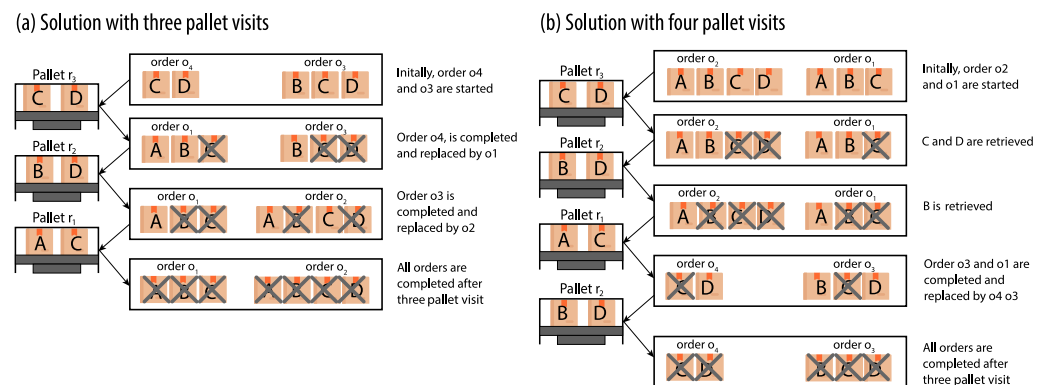 (a) Solution with three pallet visits
order o4
order o3
Pallet r3
C D
B C D
Initally, order o4
and o3 are started
C D
order o1
order o3
A B C
B C D
Order o4, is completed
and replaced by o1
Pallet r2
B D
order o1
order o2
A B C
A B C D
Order o3 is
completed and
replaced by o2
Pallet r1
A C
order o1
order o2
A B C
A B C D
All orders are
completed after
three pallet visit
(b) Solution with four pallet visits
order o2
order o1
Pallet r3
A B C D
A B C
Initally, order o2
and o1 are started
C D
order o2
order o1
A B C D
A B C
C and D are retrieved
Pallet r2
B D
order o2
order o1
A B C D
A B C
B is retrieved
Pallet r1
A C
order o4
order o3
C D
B C D
Order o3 and o1 are
completed and
replaced by o4 o3
Pallet r2
B D
order o4
order o3
C D
B C D
All orders are
completed after
three pallet visit